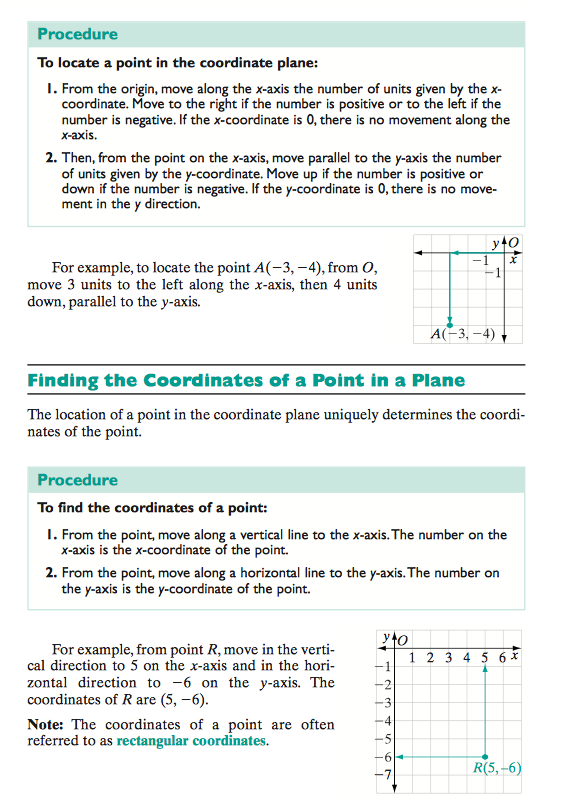 Procedure
To locate a point in the coordinate plane:
1. From the origin, move along the x-axis the number of units given by the x-
coordinate. Move to the right if the number is positive or to the left if the
number is negative. If the x-coordinate is 0, there is no movement along the
x-axis.
2. Then, from the point on the x-axis, move parallel to the y-axis the number
of units given by the y-coordinate. Move up if the number is positive or
down if the number is negative. If the y-coordinate is 0, there is no move-
ment in the y direction.
For example, to locate the point A(−3, −4), from O,
move 3 units to the left along the x-axis, then 4 units
down, parallel to the y-axis.
y O
−1 x
−1
A(−3, −4)
Finding the Coordinates of a Point in a Plane
The location of a point in the coordinate plane uniquely determines the coordi-
nates of the point.
Procedure
To find the coordinates of a point:
1. From the point, move along a vertical line to the x-axis. The number on the
x-axis is the x-coordinate of the point.
2. From the point, move along a horizontal line to the y-axis. The number on
the y-axis is the y-coordinate of the point.
For example, from point R, move in the verti-
cal direction to 5 on the x-axis and in the hori-
zontal direction to −6 on the y-axis. The
coordinates of R are (5, −6).
Note: The coordinates of a point are often
referred to as rectangular coordinates.
y O
1 2 3 4 5 6 x
−1
−2
−3
−4
−5
−6
−7
R(5, −6)